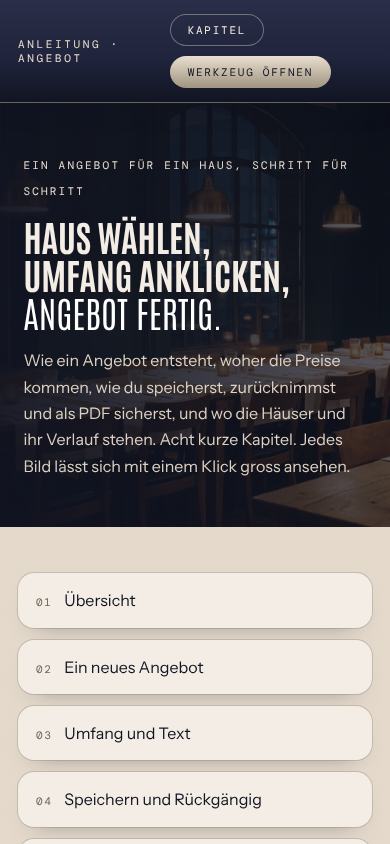 ANLEITUNG ·
ANGEBOT
KAPITEL
WERKZEUG ÖFFNEN
EIN ANGEBOT FÜR EIN HAUS, SCHRITT FÜR
SCHRITT
HAUS WÄHLEN,
UMFANG ANKLICKEN,
ANGEBOT FERTIG.
Wie ein Angebot entsteht, woher die Preise
kommen, wie du speicherst, zurücknimmst
und als PDF sicherst, und wo die Häuser und
ihr Verlauf stehen. Acht kurze Kapitel. Jedes
Bild lässt sich mit einem Klick gross ansehen.
01 Übersicht
02 Ein neues Angebot
03 Umfang und Text
04 Speichern und Rückgängig